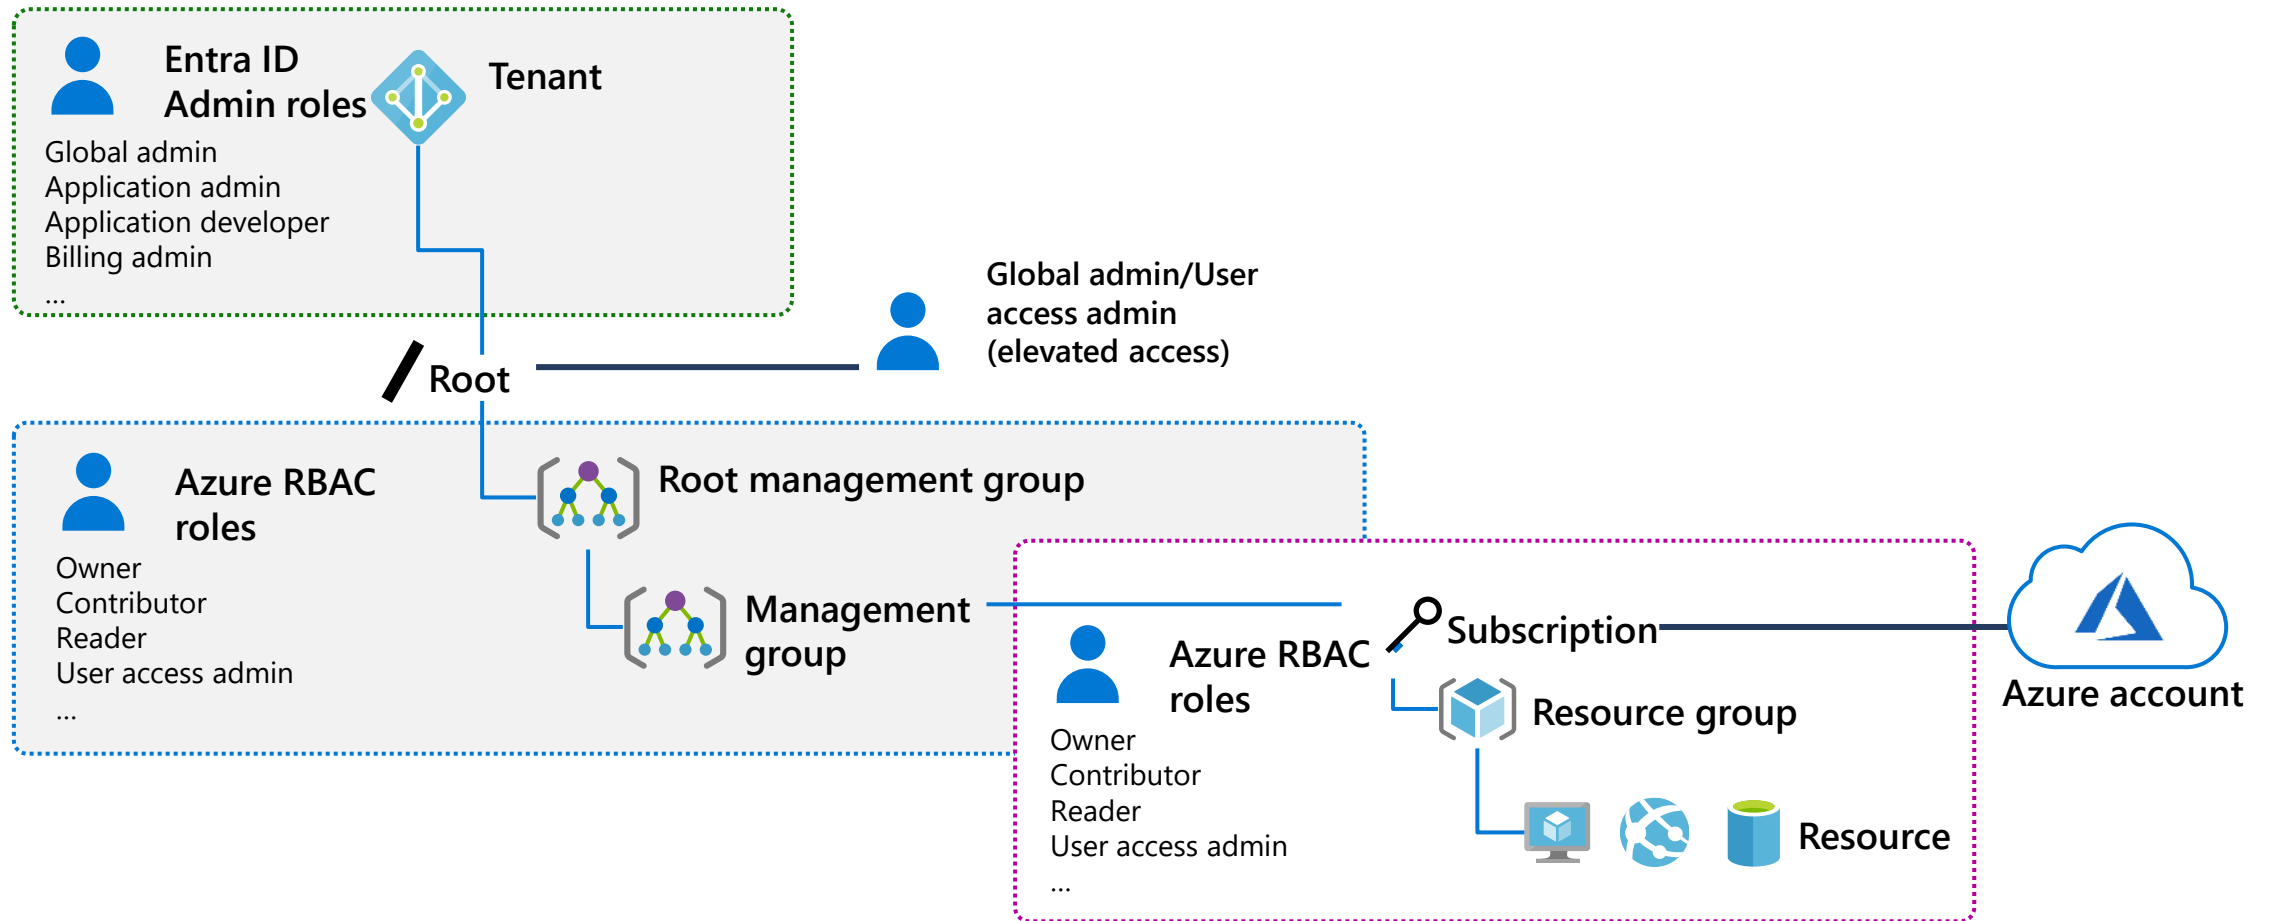 Entra ID
Admin roles
Tenant
Global admin
Application admin
Application developer
Billing admin
...
Global admin/User
access admin
(elevated access)
Root
Azure RBAC
roles
Root management group
Owner
Contributor
Reader
User access admin
...
Management
group
Azure RBAC
roles
Subscription
Resource group
Owner
Contributor
Reader
User access admin
...
Resource
Azure account